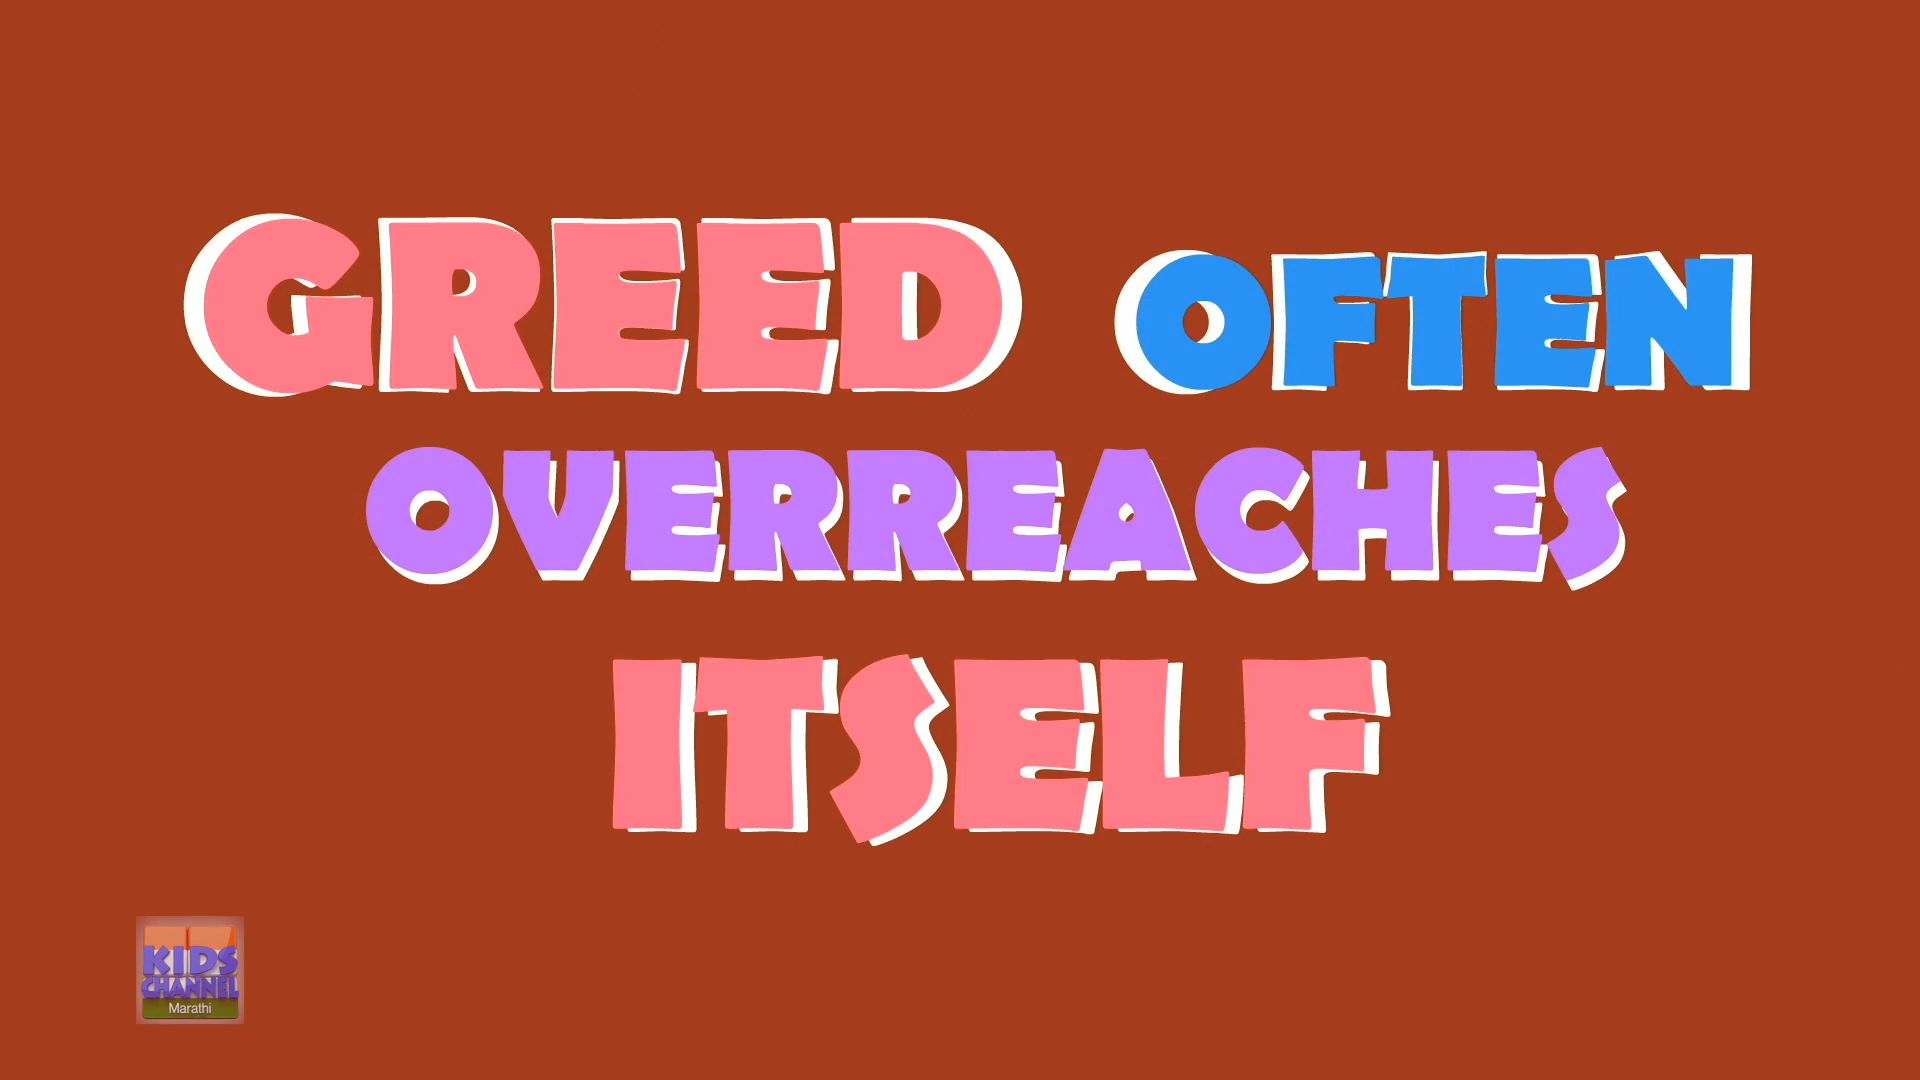 GREED OFTEN
OVERREACHES
ITSELF
KIDS
CHANNEL
Marathi